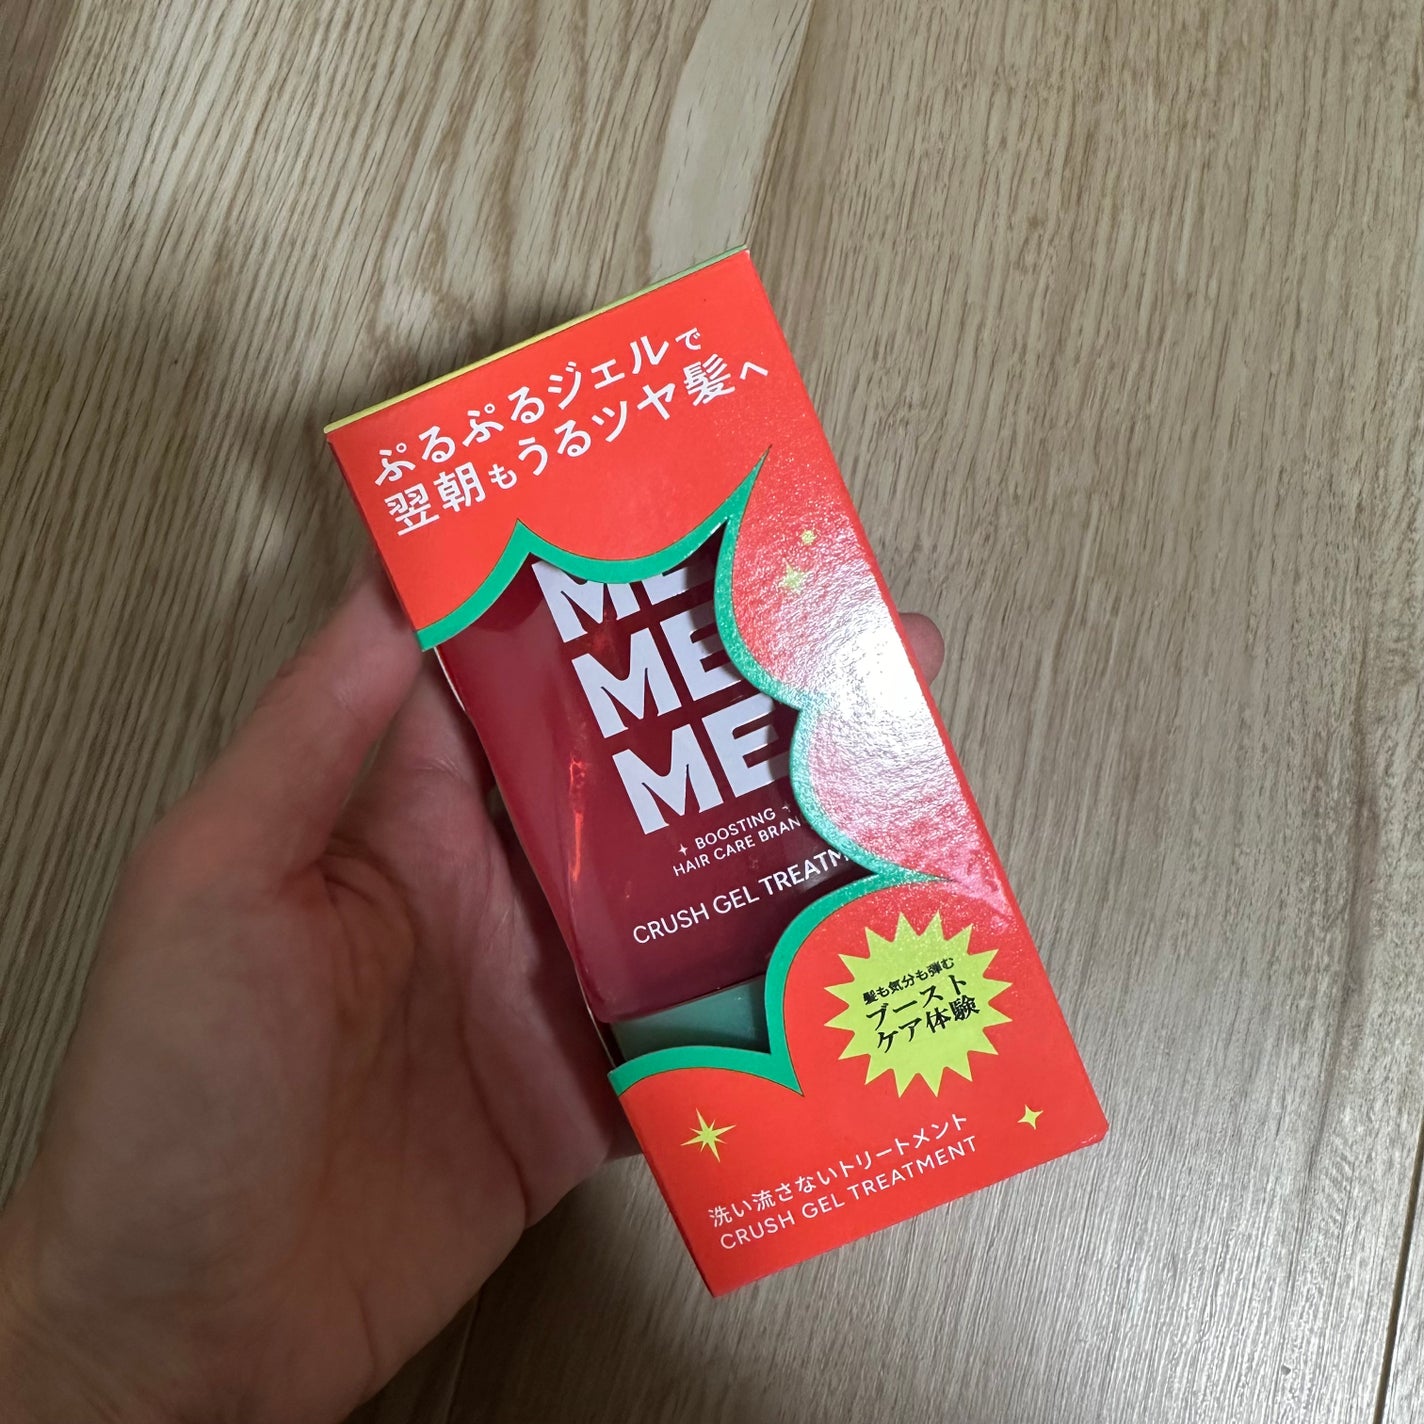 ぷるぷるジェルで
翌朝もうるツヤ髪へ
ME
ME
ME
BOOSTING
HAIR CARE BRAN
CRUSH GEL TREATM
髪も気分も弾む
ブースト
ケア体験
洗い流さないトリートメント
CRUSH GEL TREATMENT